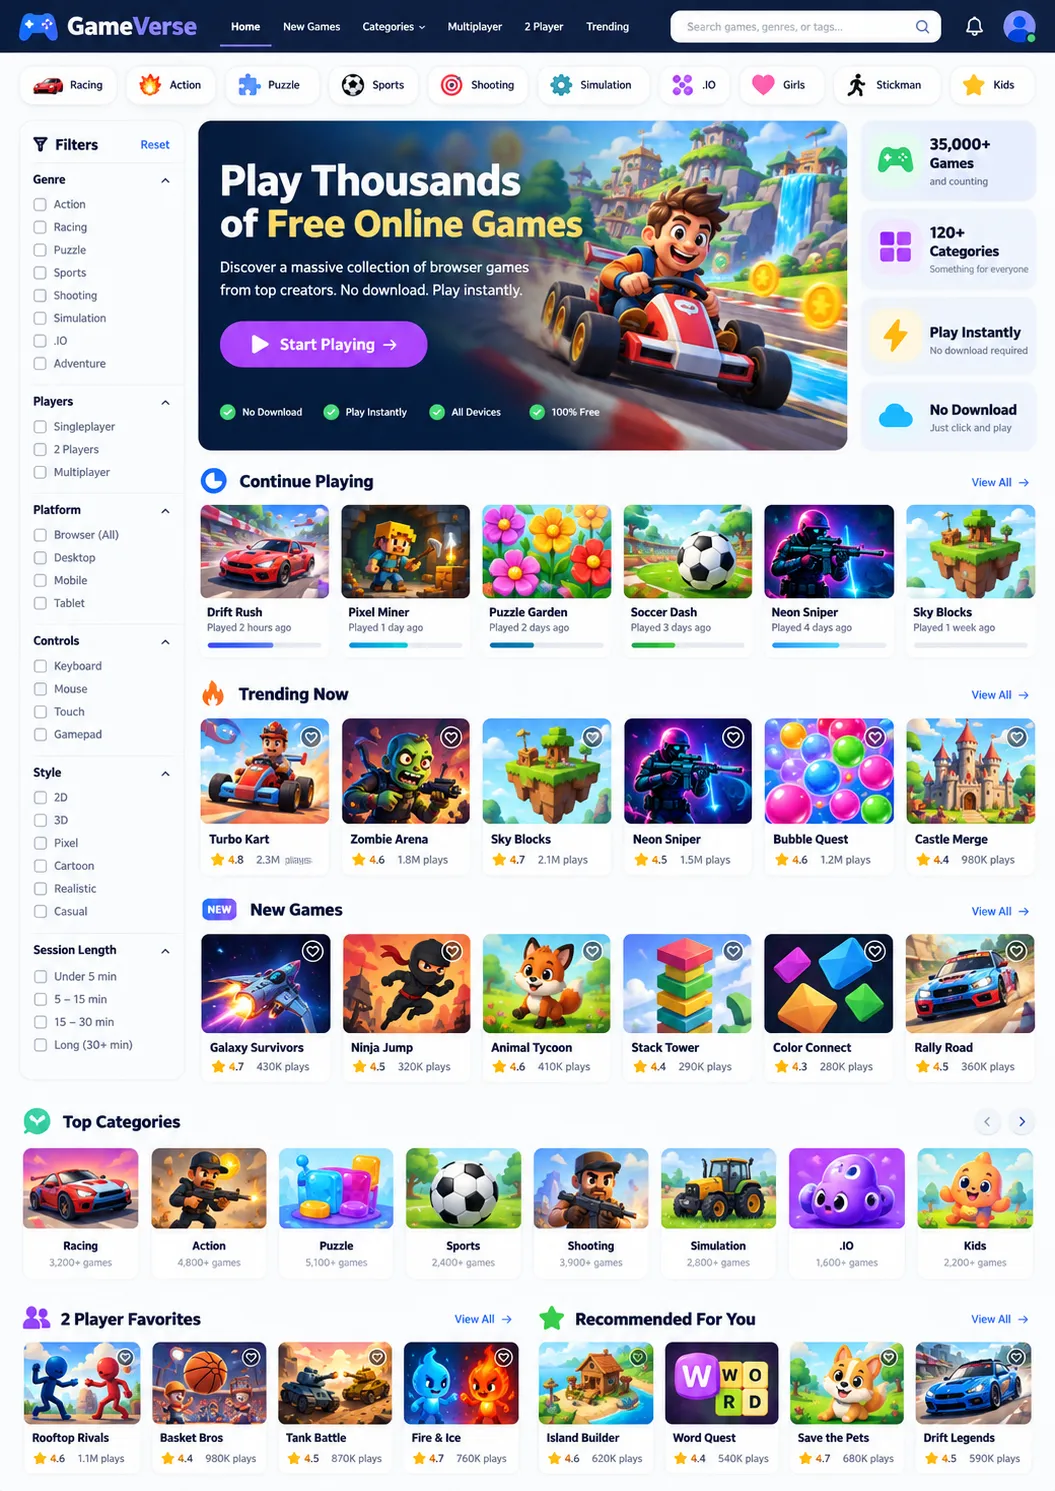 GameVerse
Home
New Games
Categories
Multiplayer
2 Player
Trending
Search games, genres, or tags...
Racing
Action
Puzzle
Sports
Shooting
Simulation
.IO
Girls
Stickman
Kids
Filters
Reset
Genre
Action
Racing
Puzzle
Sports
Shooting
Simulation
.IO
Adventure
Players
Singleplayer
2 Players
Multiplayer
Platform
Browser (All)
Desktop
Mobile
Tablet
Controls
Keyboard
Mouse
Touch
Gamepad
Style
2D
3D
Pixel
Cartoon
Realistic
Casual
Session Length
Under 5 min
5 – 15 min
15 – 30 min
Long (30+ min)
Play Thousands
of Free Online Games
Discover a massive collection of browser games
from top creators. No download. Play instantly.
Start Playing →
No Download
Play Instantly
All Devices
100% Free
35,000+
Games
and counting
120+
Categories
Something for everyone
Play Instantly
No download required
No Download
Just click and play
Continue Playing
View All →
Drift Rush
Played 2 hours ago
Pixel Miner
Played 1 day ago
Puzzle Garden
Played 2 days ago
Soccer Dash
Played 3 days ago
Neon Sniper
Played 4 days ago
Sky Blocks
Played 1 week ago
Trending Now
View All →
Turbo Kart
4.8 2.3M plays
Zombie Arena
4.6 1.8M plays
Sky Blocks
4.7 2.1M plays
Neon Sniper
4.5 1.5M plays
Bubble Quest
4.6 1.2M plays
Castle Merge
4.4 980K plays
NEW
New Games
View All →
Galaxy Survivors
4.7 430K plays
Ninja Jump
4.5 320K plays
Animal Tycoon
4.6 410K plays
Stack Tower
4.4 290K plays
Color Connect
4.3 280K plays
Rally Road
4.5 360K plays
Top Categories
Racing
3,200+ games
Action
4,800+ games
Puzzle
5,100+ games
Sports
2,400+ games
Shooting
3,900+ games
Simulation
2,800+ games
.IO
1,600+ games
Kids
2,200+ games
2 Player Favorites
View All →
Rooftop Rivals
4.6 1.1M plays
Basket Bros
4.4 980K plays
Tank Battle
4.5 870K plays
Fire & Ice
4.7 760K plays
Recommended For You
View All →
Island Builder
4.6 620K plays
W W O
R D
Word Quest
4.4 540K plays
Save the Pets
4.7 680K plays
Drift Legends
4.5 590K plays